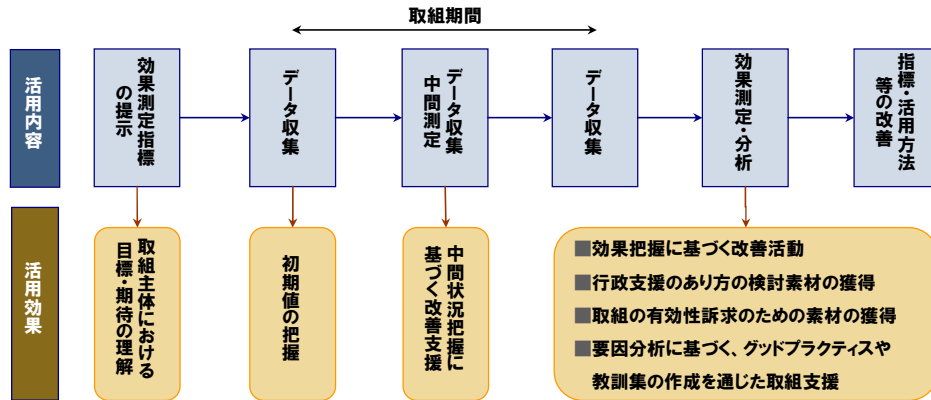 取組期間
活用内容
効果測定指標
の提示
データ収集
データ収集
中間測定
データ収集
効果測定・分析
指標・活用方法
等の改善
活用効果
取組主体における
目標・期待の理解
初期値の把握
中間状況把握に
基づく改善支援
■効果把握に基づく改善活動
■行政支援のあり方の検討素材の獲得
■取組の有効性訴求のための素材の獲得
■要因分析に基づく、グッドプラクティスや
教訓集の作成を通じた取組支援